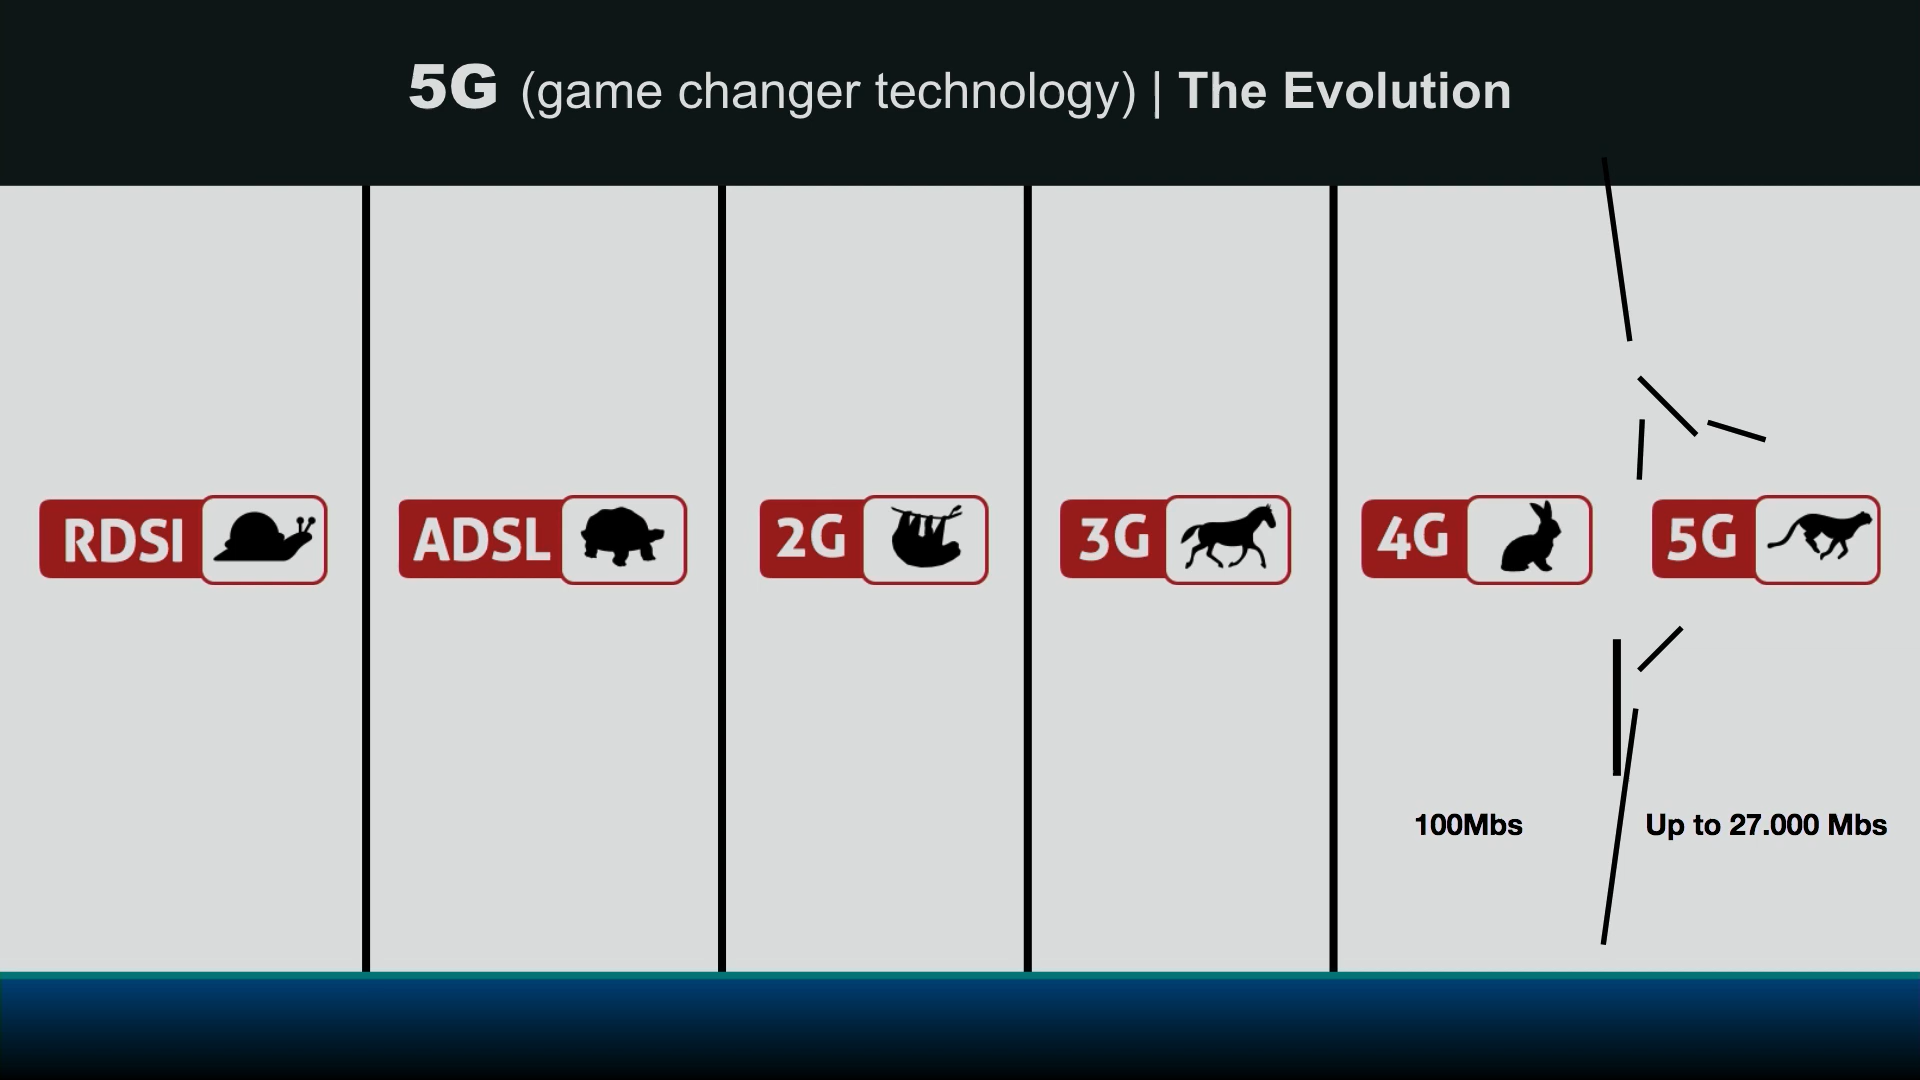 5G (game changer technology) | The Evolution
RDSI
ADSL
2G
3G
4G
5G
100Mbs
Up to 27.000 Mbs